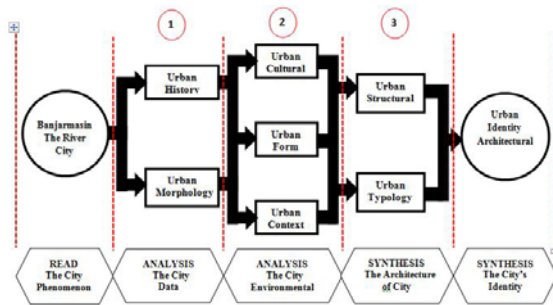 1
2
3
Banjarmasin
The River
City
Urban
History
Urban
Morphology
Urban
Cultural
Urban
Form
Urban
Context
Urban
Structural
Urban
Typology
Urban
Identity
Architectural
READ
The City
Phenomenon
ANALYSIS
The City
Data
ANALYSIS
The City
Environmental
SYNTHESIS
The Architecture
of City
SYNTHESIS
The City's
Identity